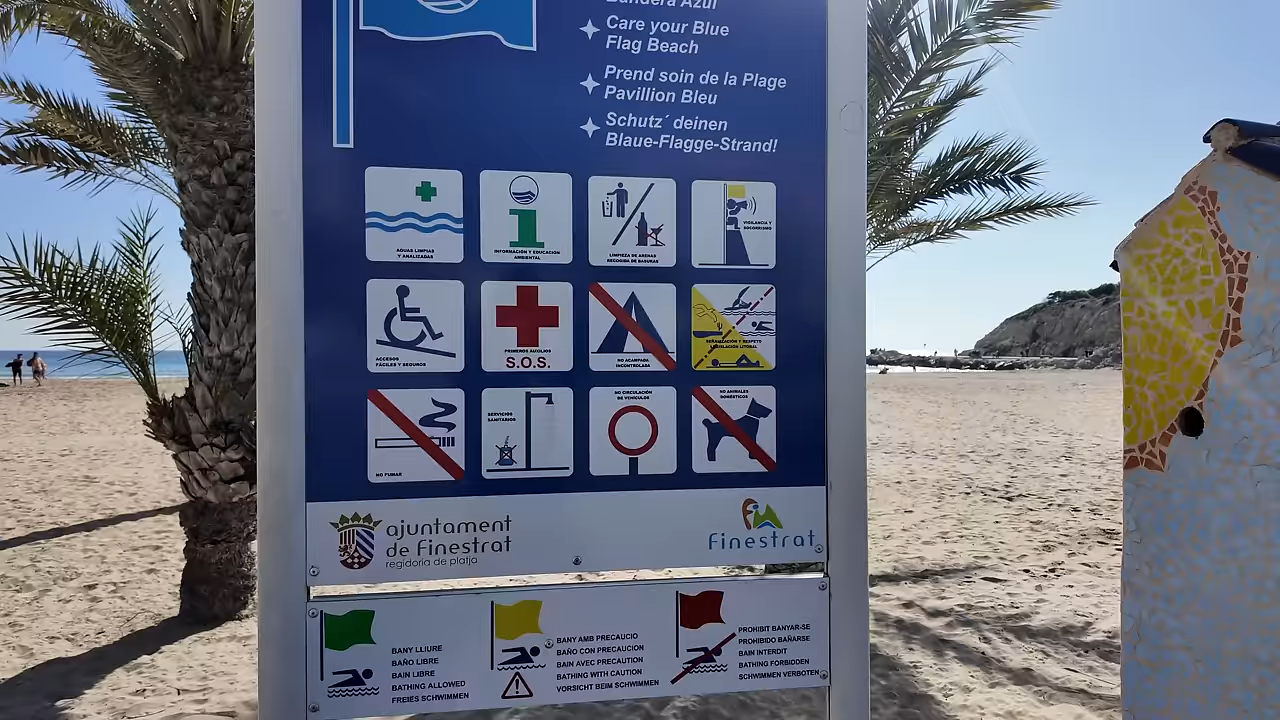 Bandera Azul
Care your Blue
Flag Beach
Prend soin de la Plage
Pavillion Bleu
Schutz´ deinen
Blaue-Flagge-Strand!
AGUAS LIMPIAS
Y ANALIZADAS
INFORMACIÓN Y EDUCACIÓN
AMBIENTAL
LIMPIEZA DE ARENAS
RECOGIDA DE BASURAS
VIGILANCIA Y
SOCORRISMO
ACCESOS
FÁCILES Y SEGUROS
PRIMEROS AUXILIOS
S.O.S.
NO ACAMPADA
INCONTROLADA
SEÑALIZACIÓN Y RESPETO
LEGISLACIÓN LITORAL
NO FUMAR
SERVICIOS
SANITARIOS
NO CIRCULACIÓN
DE VEHÍCULOS
NO ANIMALES
DOMÉSTICOS
ajuntament
de Finestrat
regidoria de platja
Finestrat
BANY LLIURE
BAÑO LIBRE
BAIN LIBRE
BATHING ALLOWED
FREIES SCHWIMMEN
BANY AMB PRECAUCIO
BAÑO CON PRECAUCION
BAIN AVEC PRECAUTION
BATHING WITH CAUTION
VORSICHT BEIM SCHWIMMEN
PROHIBIT BANYAR-SE
PROHIBIDO BAÑARSE
BAIN INTERDIT
BATHING FORBIDDEN
SCHWIMMEN VERBOTEN